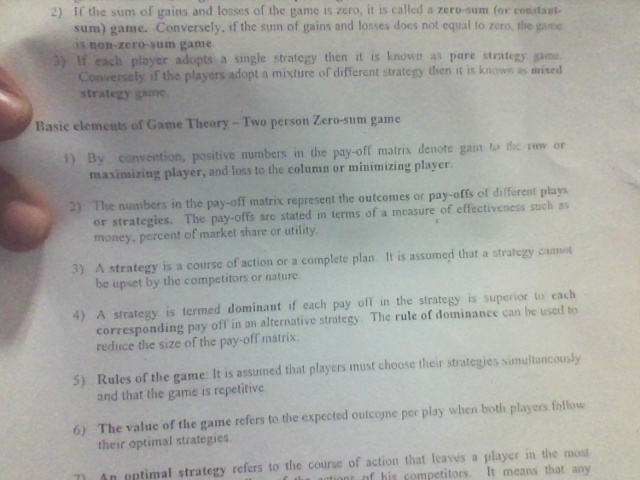 2) If the sum of gains and losses of the game is zero, it is called a zero-sum (or constant-
sum) game. Conversely, if the sum of gains and losses does not equal to zero, the game
is non-zero-sum game
3) If each player adopts a single strategy then it is known as pure strategy game.
Conversely if the players adopt a mixture of different strategy then it is known as mixed
strategy game.
Basic elements of Game Theory – Two person Zero-sum game
1) By convention, positive numbers in the pay-off matrix denote gain to the row or
maximizing player, and loss to the column or minimizing player.
2) The numbers in the pay-off matrix represent the outcomes or pay-offs of different plays
or strategies. The pay-offs are stated in terms of a measure of effectiveness such as
money, percent of market share or utility.
3) A strategy is a course of action or a complete plan. It is assumed that a strategy cannot
be upset by the competitors or nature.
4) A strategy is termed dominant if each pay off in the strategy is superior to each
corresponding pay off in an alternative strategy. The rule of dominance can be used to
reduce the size of the pay-off matrix.
5) Rules of the game: It is assumed that players must choose their strategies simultaneously
and that the game is repetitive
6) The value of the game refers to the expected outcome per play when both players follow
their optimal strategies.
7) An optimal strategy refers to the course of action that leaves a player in the most
of the actions of his competitors. It means that any